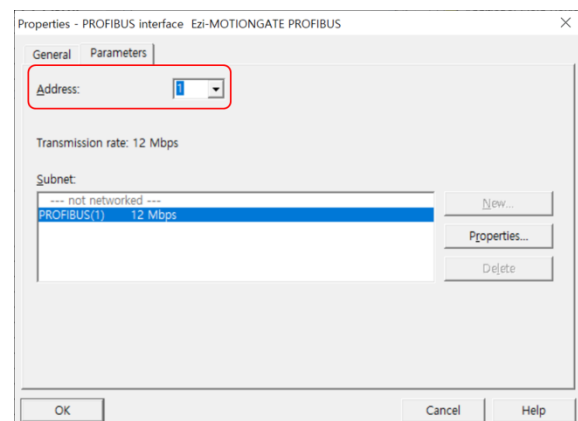 Properties - PROFIBUS interface Ezi-MOTIONGATE PROFIBUS
General Parameters
Address: 1
Transmission rate: 12 Mbps
Subnet:
--- not networked ---
PROFIBUS(1) 12 Mbps
New...
Properties...
Delete
OK Cancel Help